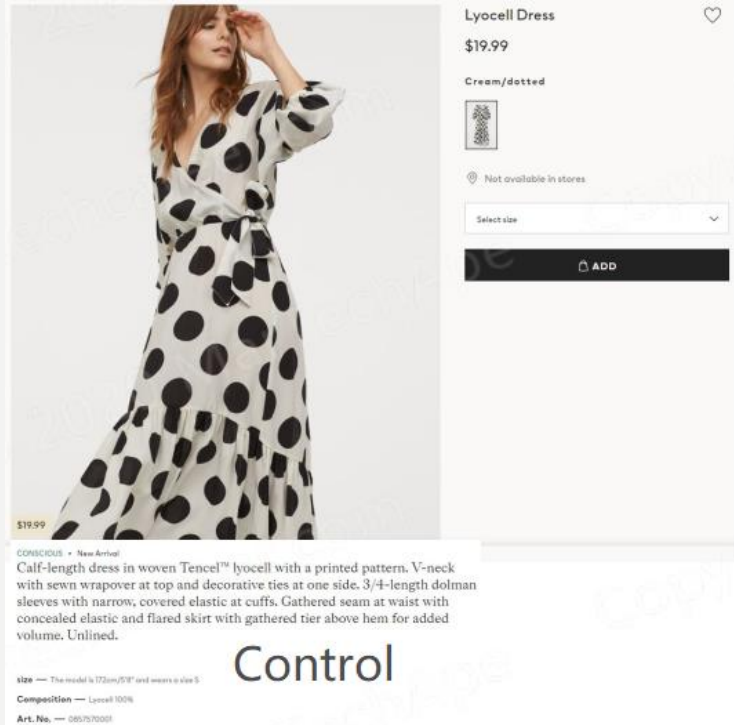 Lyocell Dress
$19.99
Cream/dotted
Not available in stores
Select size
ADD
$19.99
CONSCIOUS • New Arrival
Calf-length dress in woven Tencel™ lyocell with a printed pattern. V-neck
with sewn wrapover at top and decorative ties at one side. 3/4-length dolman
sleeves with narrow, covered elastic at cuffs. Gathered seam at waist with
concealed elastic and flared skirt with gathered tier above hem for added
volume. Unlined.
Control
size — The model is 172cm/5'8" and wears a size S
Composition — Lyocell 100%
Art. No. — 0857570001